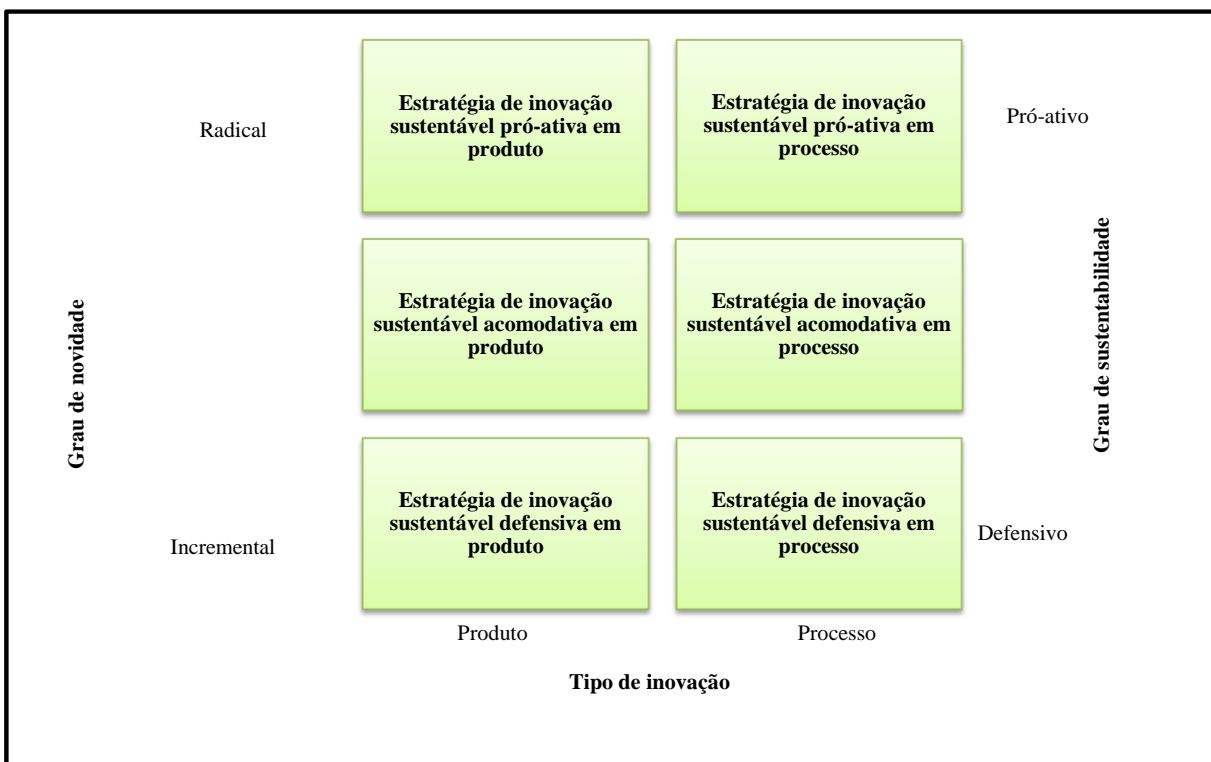 Radical
Estratégia de inovação
sustentável pró-ativa em
produto
Estratégia de inovação
sustentável pró-ativa em
processo
Pró-ativo
Grau de novidade
Estratégia de inovação
sustentável acomodativa em
produto
Estratégia de inovação
sustentável acomodativa em
processo
Grau de sustentabilidade
Incremental
Estratégia de inovação
sustentável defensiva em
produto
Estratégia de inovação
sustentável defensiva em
processo
Defensivo
Produto
Processo
Tipo de inovação